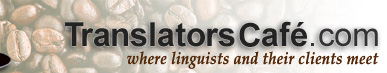 TranslatorsCafé.com
where linguists and their clients meet